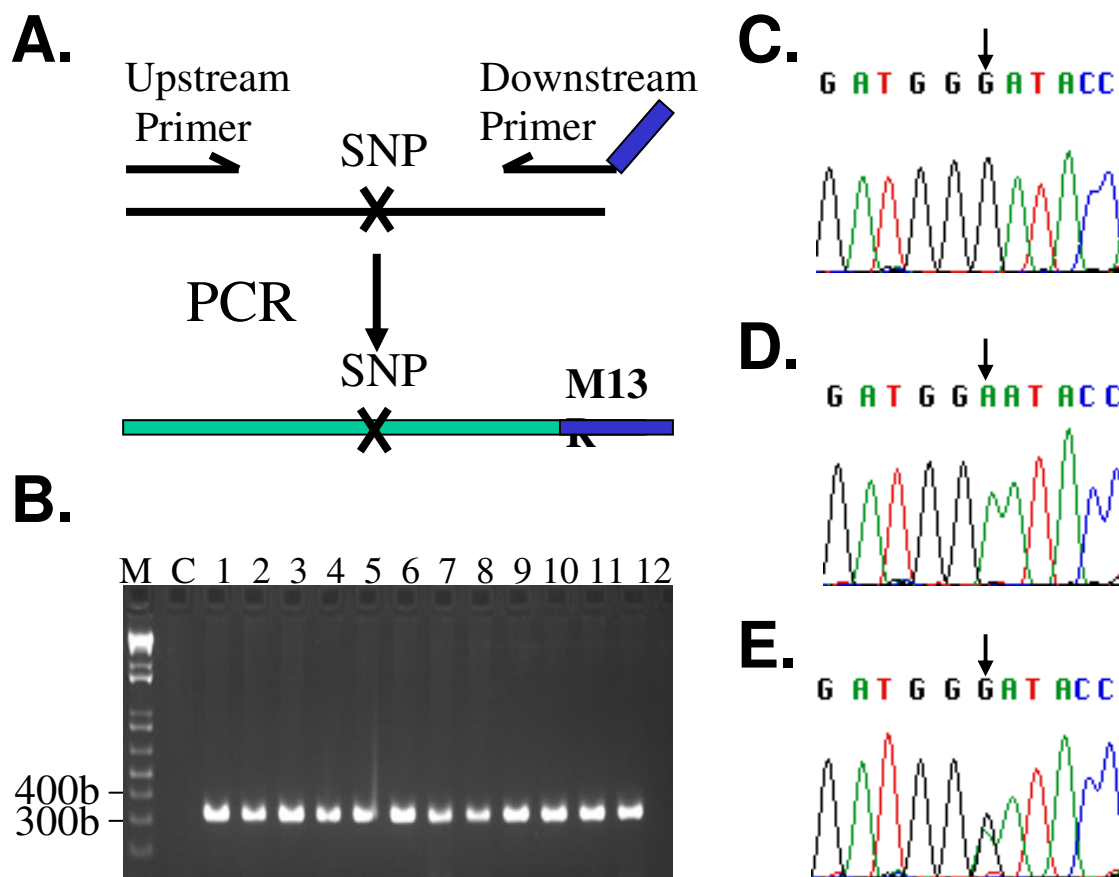 A.
Upstream
Primer
Downstream
Primer
SNP
PCR
SNP
M13
B.
M C 1 2 3 4 5 6 7 8 9 10 11 12
400b
300b
C.
G A T G G G A T A C C
D.
G A T G G A A T A C C
E.
G A T G G G A T A C C